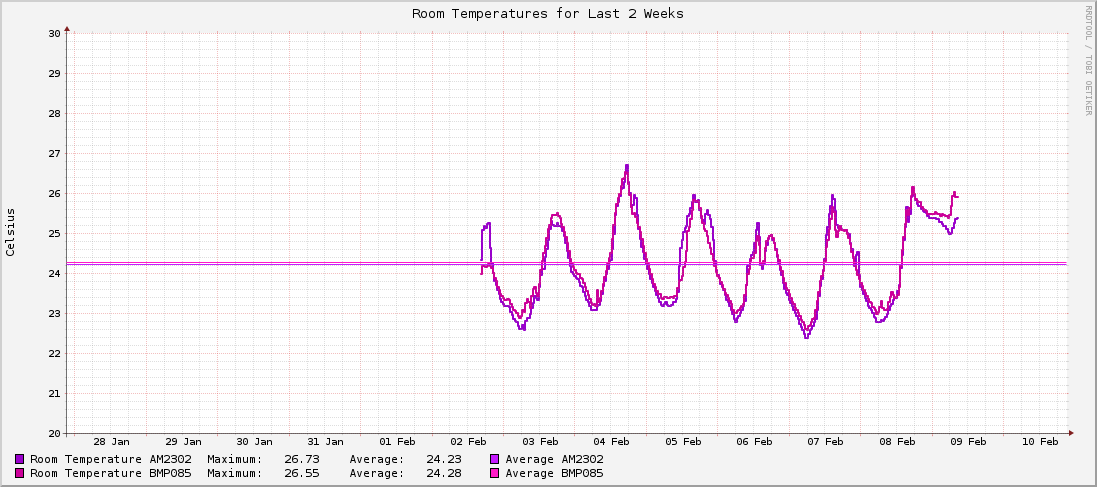 Room Temperatures for Last 2 Weeks
RRDTOOL / TOBI OETIKER
Celsius
30
29
28
27
26
25
24
23
22
21
20
28 Jan 29 Jan 30 Jan 31 Jan 01 Feb 02 Feb 03 Feb 04 Feb 05 Feb 06 Feb 07 Feb 08 Feb 09 Feb 10 Feb
Room Temperature AM2302 Maximum: 26.73 Average: 24.23 Average AM2302
Room Temperature BMP085 Maximum: 26.55 Average: 24.28 Average BMP085